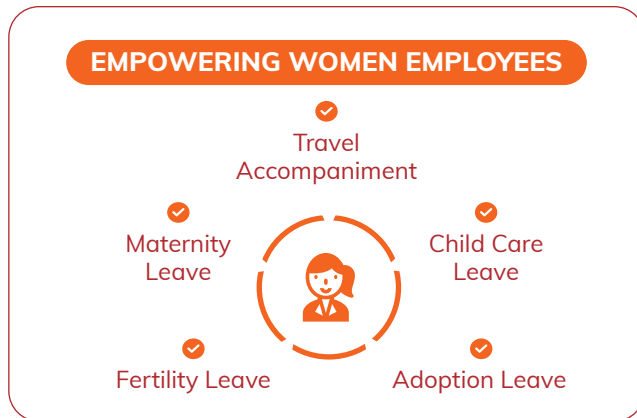 EMPOWERING WOMEN EMPLOYEES
Travel
Accompaniment
Maternity
Leave
Child Care
Leave
Fertility Leave
Adoption Leave